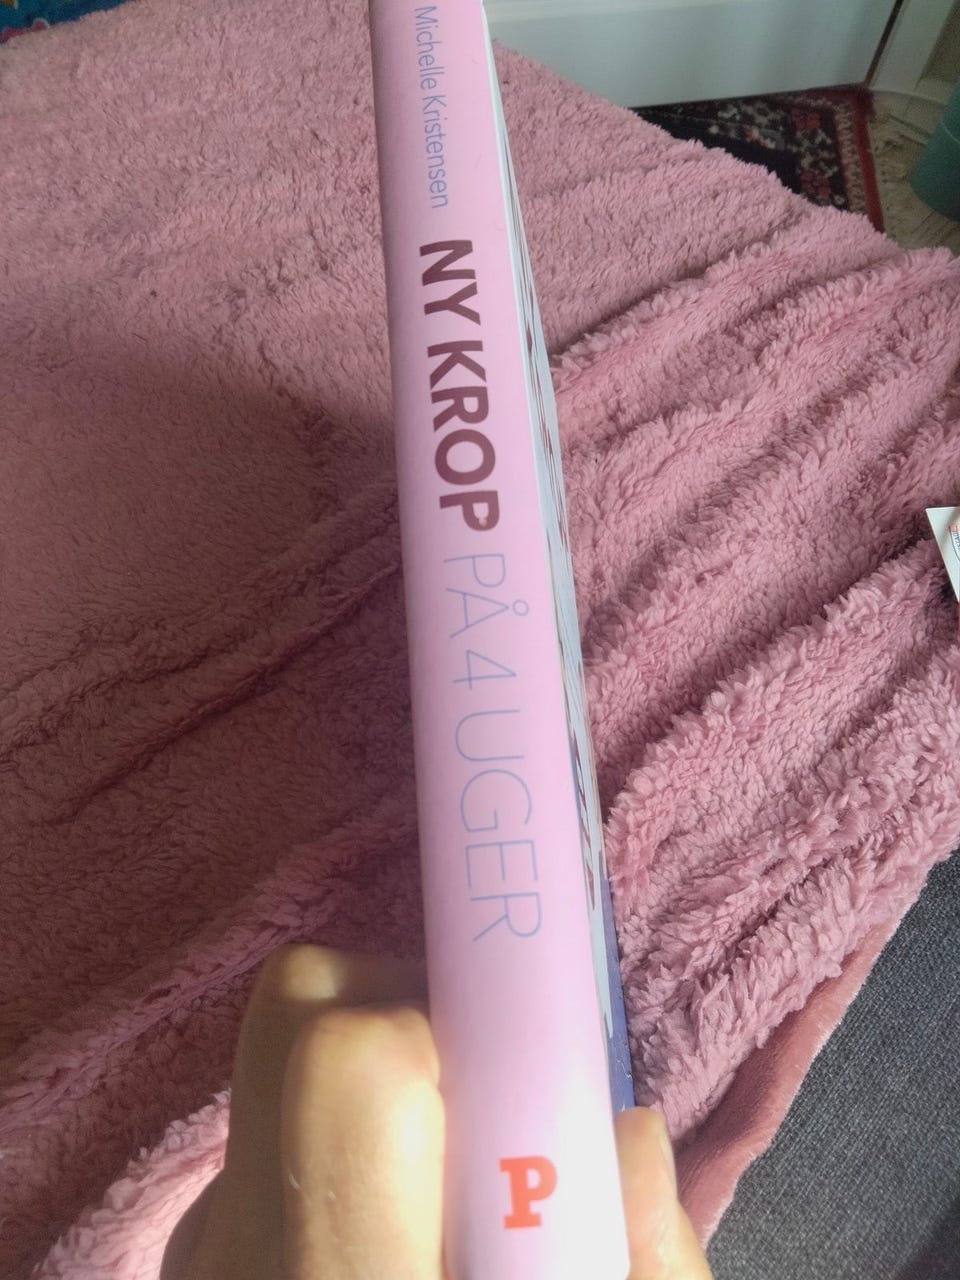 Michelle Kristensen
NY KROP PÅ 4 UGER
P